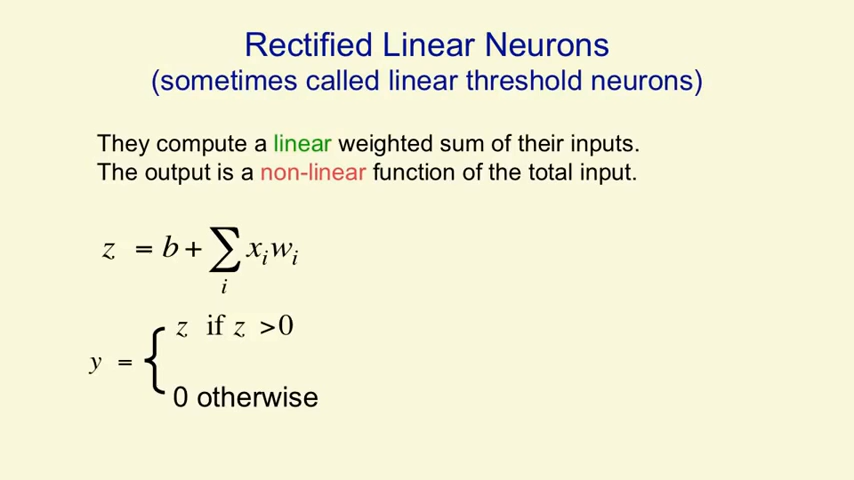 Rectified Linear Neurons
(sometimes called linear threshold neurons)
They compute a linear weighted sum of their inputs.
The output is a non-linear function of the total input.
z = b + ∑ xᵢwᵢ
i
z if z >0
y = {
0 otherwise